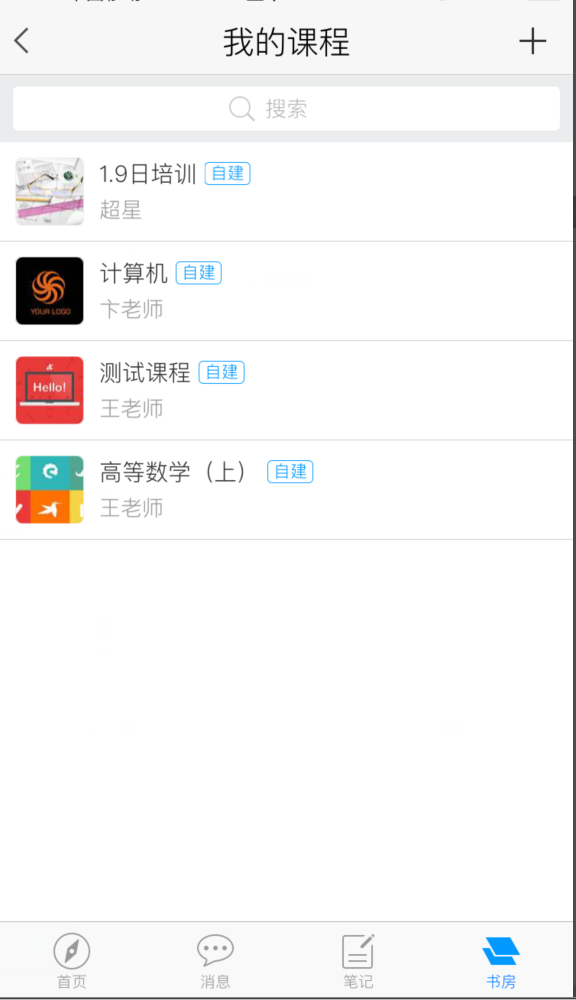 我的课程
搜索
1.9日培训 自建
超星
计算机 自建
卞老师
YOUR LOGO
测试课程 自建
Hello!
王老师
高等数学（上） 自建
王老师
首页 消息 笔记 书房